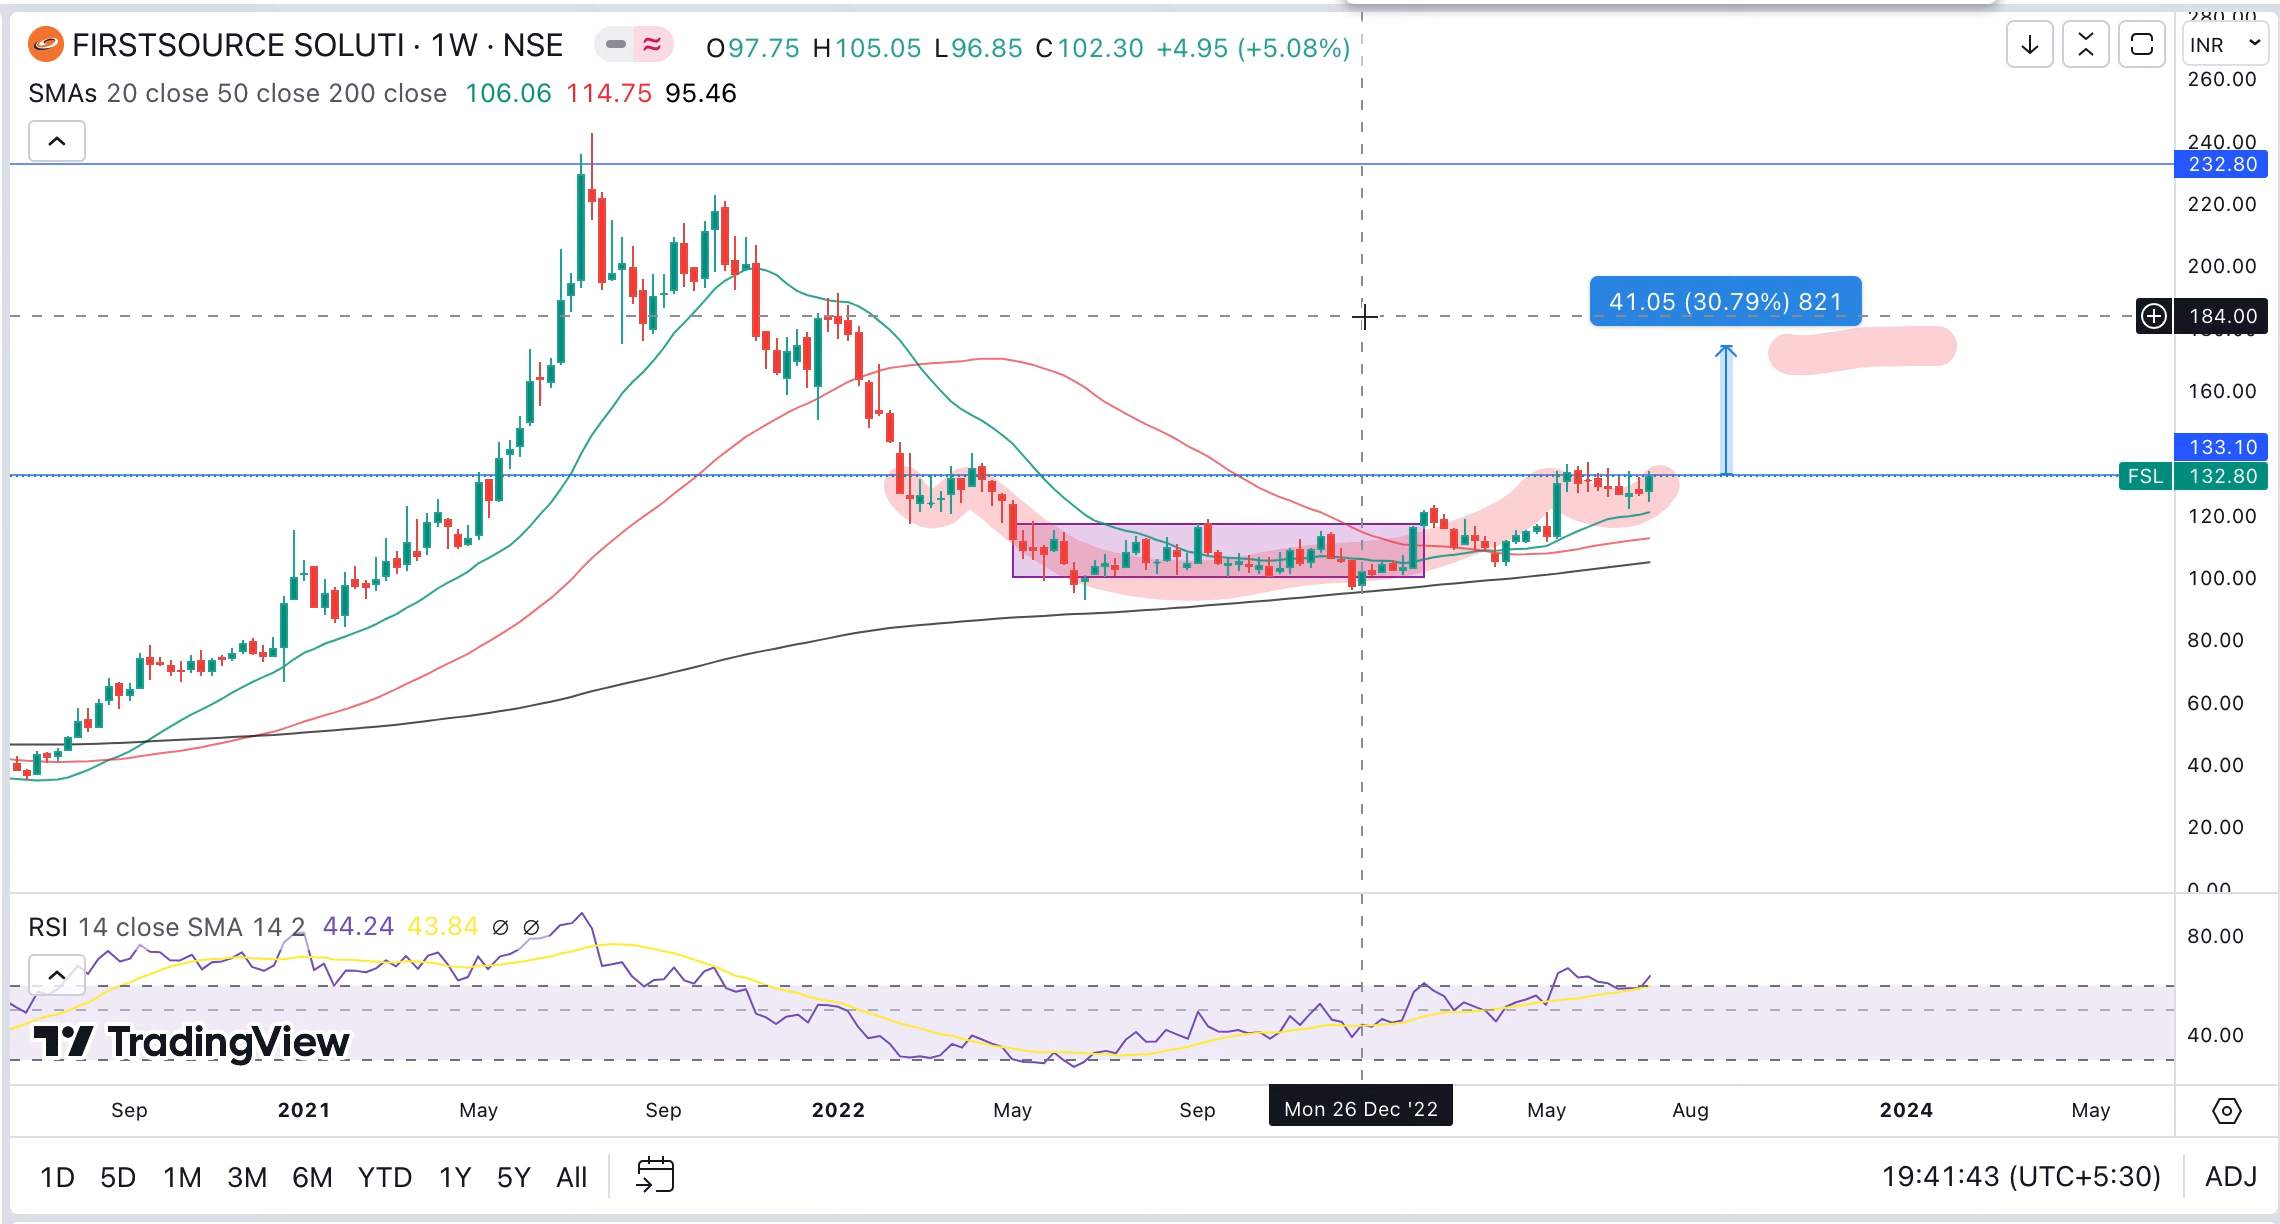 FIRSTSOURCE SOLUTI · 1W · NSE O97.75 H105.05 L96.85 C102.30 +4.95 (+5.08%)
INR
SMAs 20 close 50 close 200 close 106.06 114.75 95.46
260.00
240.00
232.80
220.00
200.00
41.05 (30.79%) 821
184.00
160.00
133.10
FSL 132.80
120.00
100.00
80.00
60.00
40.00
20.00
0.00
RSI 14 close SMA 14 2 44.24 43.84 ∅ ∅
80.00
40.00
TradingView
Sep 2021 May Sep 2022 May Sep Mon 26 Dec '22 May Aug 2024 May
1D 5D 1M 3M 6M YTD 1Y 5Y All 19:41:43 (UTC+5:30) ADJ